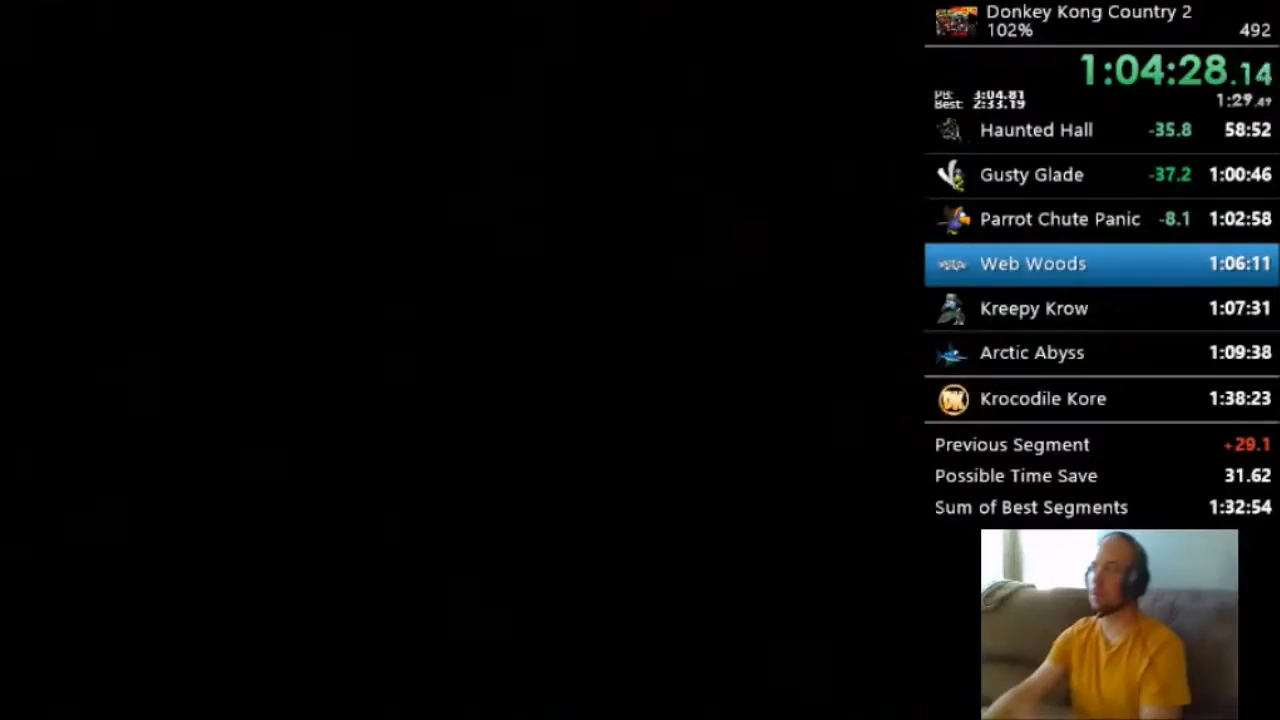 Donkey Kong Country 2
102% 492
1:04:28.14
PB: 3:04.81
Best: 2:33.19 1:29.49
Haunted Hall -35.8 58:52
Gusty Glade -37.2 1:00:46
Parrot Chute Panic -8.1 1:02:58
Web Woods 1:06:11
Kreepy Krow 1:07:31
Arctic Abyss 1:09:38
Krocodile Kore 1:38:23
Previous Segment +29.1
Possible Time Save 31.62
Sum of Best Segments 1:32:54